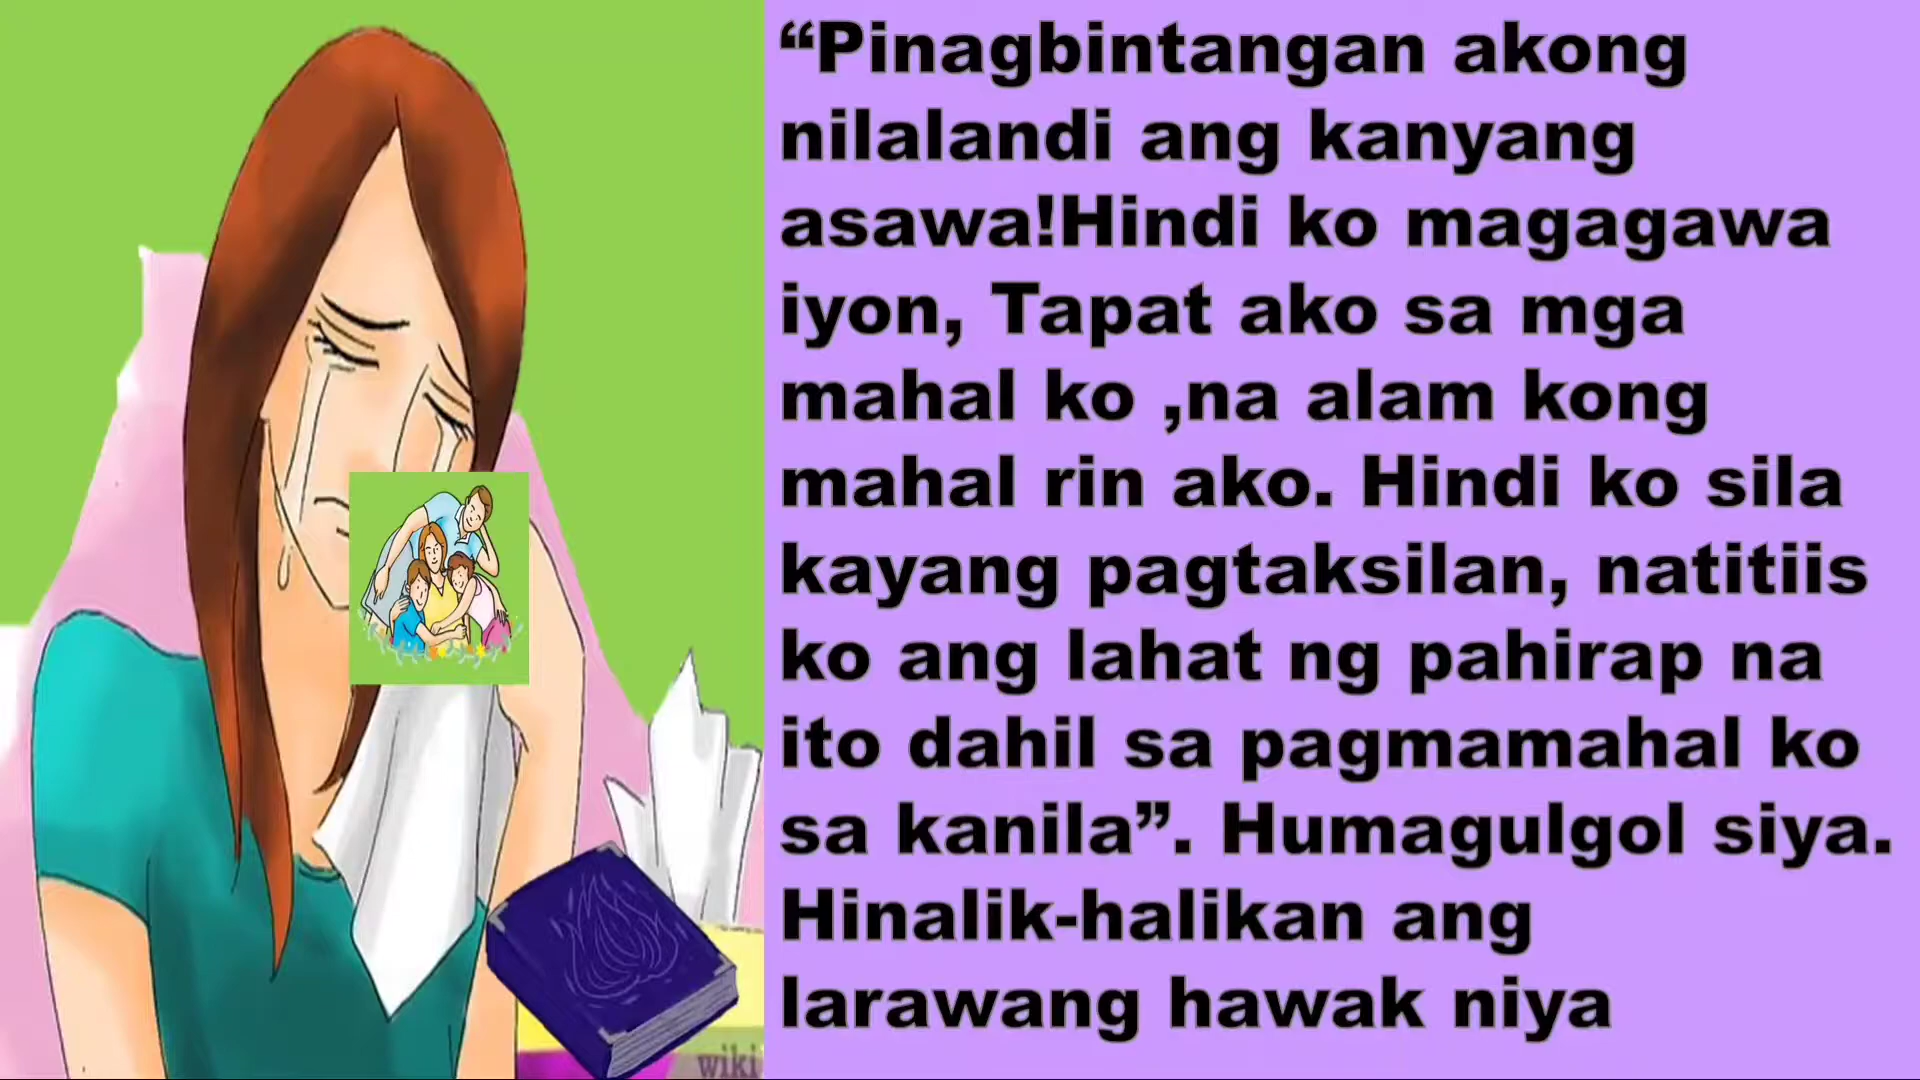 “Pinagbintangan akong
nilalandi ang kanyang
asawa!Hindi ko magagawa
iyon, Tapat ako sa mga
mahal ko ,na alam kong
mahal rin ako. Hindi ko sila
kayang pagtaksilan, natitiis
ko ang lahat ng pahirap na
ito dahil sa pagmamahal ko
sa kanila”. Humagulgol siya.
Hinalik-halikan ang
larawang hawak niya
wiki